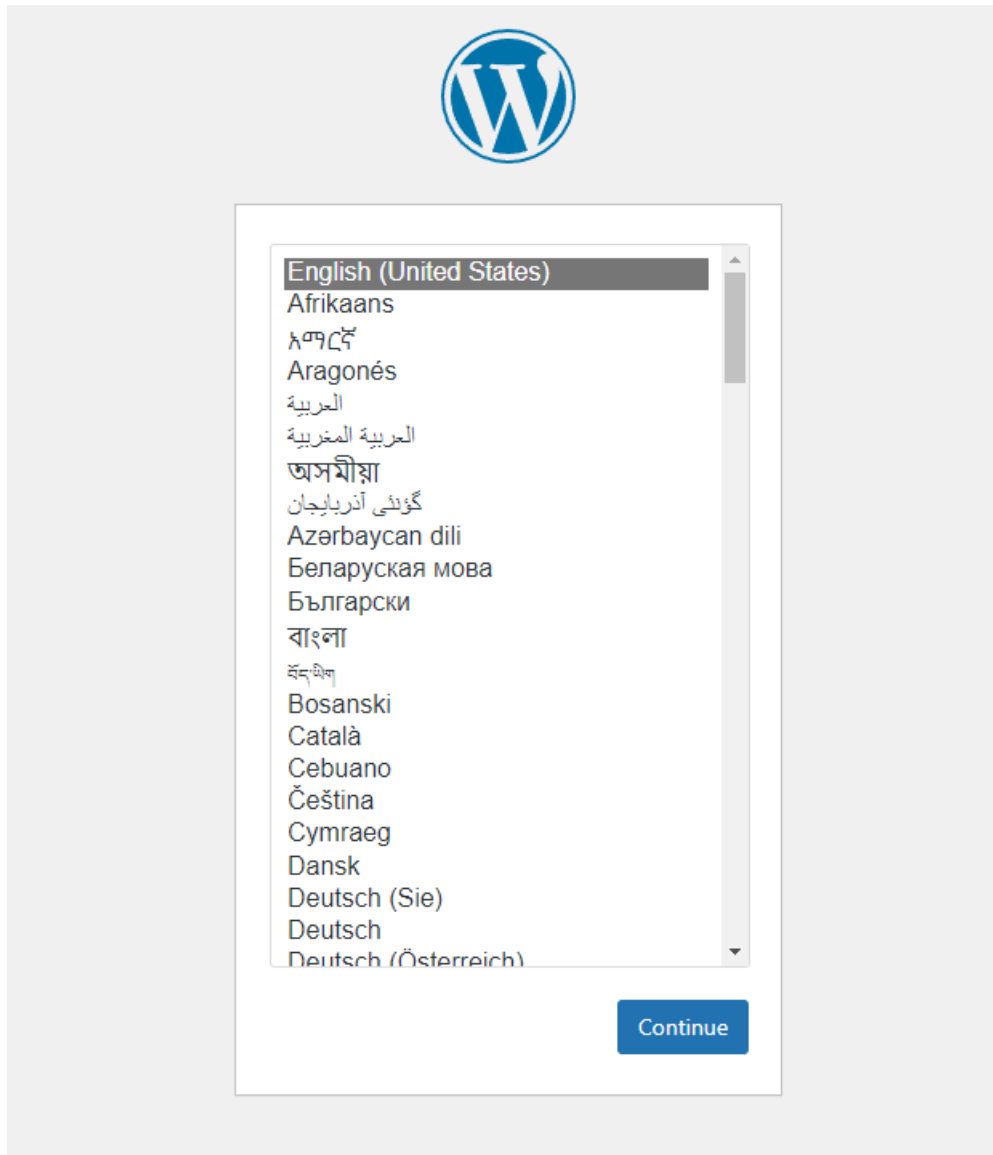 English (United States)
Afrikaans
አማርኛ
Aragonés
العربية
العربية المغربية
অসমীয়া
گؤنئی آذربایجان
Azərbaycan dili
Беларуская мова
Български
বাংলা
བོད་ཡིག
Bosanski
Català
Cebuano
Čeština
Cymraeg
Dansk
Deutsch (Sie)
Deutsch
Deutsch (Österreich)
Continue